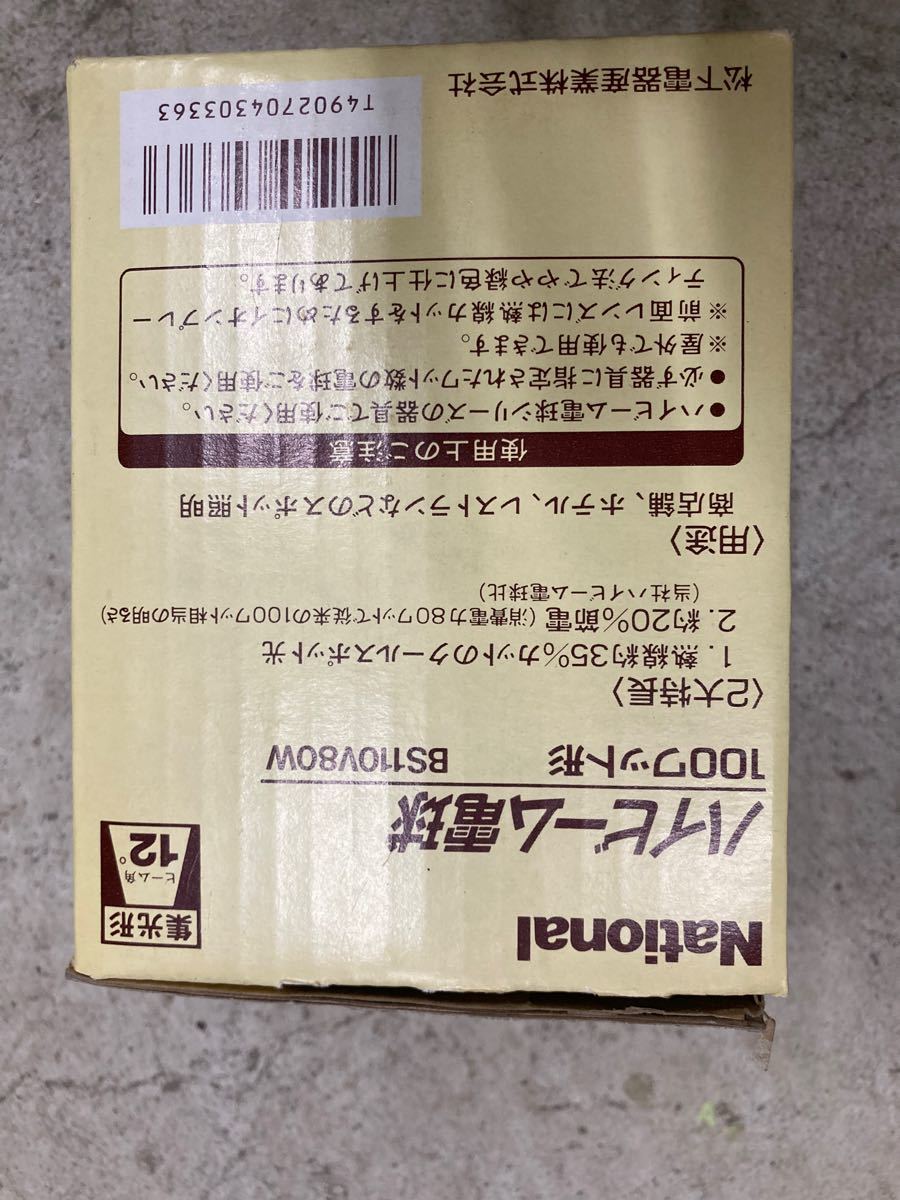 National
集光形
ビーム角
12°
ハイビーム電球
100ワット形 BS110V80W
〈2大特長〉
1. 熱線約35%カットのクールスポット光
2. 約20%節電（消費電力80ワットで従来の100ワット相当の明るさ）
（当社ハイビーム電球比）
〈用途〉
商店舗、ホテル、レストランなどのスポット照明
使用上のご注意
●ハイビーム電球シリーズの器具でご使用ください。
●必ず器具に指定されたワット数の電球をご使用ください。
※屋外でも使用できます。
※前面レンズには熱線カットをするためにイオンプレー
ティング法でやや緑色に仕上げてあります。
T4902704303363
松下電器産業株式会社